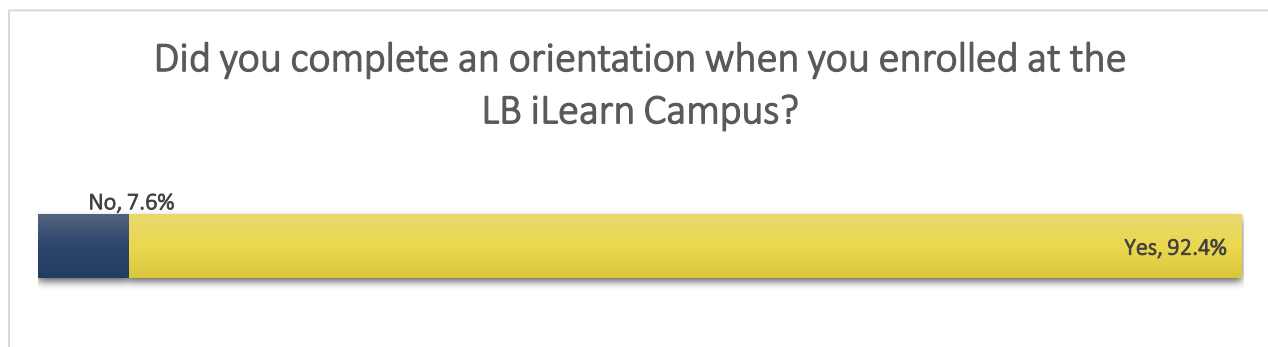 Did you complete an orientation when you enrolled at the
LB iLearn Campus?
No, 7.6%
Yes, 92.4%